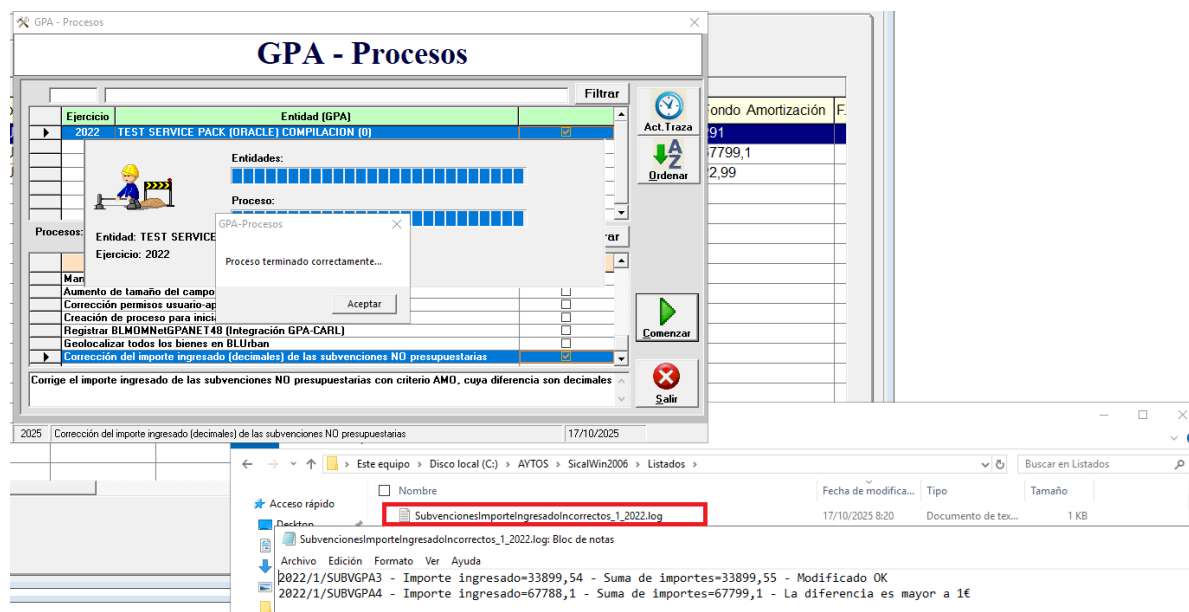 GPA - Procesos
GPA - Procesos
Filtrar
Ejercicio Entidad (GPA)
2022 TEST SERVICE PACK (ORACLE) COMPILACION (0)
Act.Traza
Ordenar
Fondo Amortización F.
291
67799,1
22,99
Entidades:
Proceso:
Entidad: TEST SERVICE
Ejercicio: 2022
GPA-Procesos
Proceso terminado correctamente...
Aceptar
Procesos:
Man
Aumento de tamaño del campo
Corrección permisos usuario-ap
Creación de proceso para inici
Registrar BLMOMNetGPANET48 (Integración GPA-CARL)
Geolocalizar todos los bienes en BLUrban
Corrección del importe ingresado (decimales) de las subvenciones NO presupuestarias
Comenzar
Corrige el importe ingresado de las subvenciones NO presupuestarias con criterio AMO, cuya diferencia son decimales
Salir
2025 Corrección del importe ingresado (decimales) de las subvenciones NO presupuestarias 17/10/2025
Este equipo > Disco local (C:) > AYTOS > SicalWin2006 > Listados >
Buscar en Listados
Acceso rápido
Desktop
Nombre Fecha de modifica... Tipo Tamaño
SubvencionesImporteIngresadoIncorrectos_1_2022.log 17/10/2025 8:20 Documento de tex... 1 KB
SubvencionesImporteIngresadoIncorrectos_1_2022.log: Bloc de notas
Archivo Edición Formato Ver Ayuda
2022/1/SUBVGPA3 - Importe ingresado=33899,54 - Suma de importes=33899,55 - Modificado OK
2022/1/SUBVGPA4 - Importe ingresado=67788,1 - Suma de importes=67799,1 - La diferencia es mayor a 1€